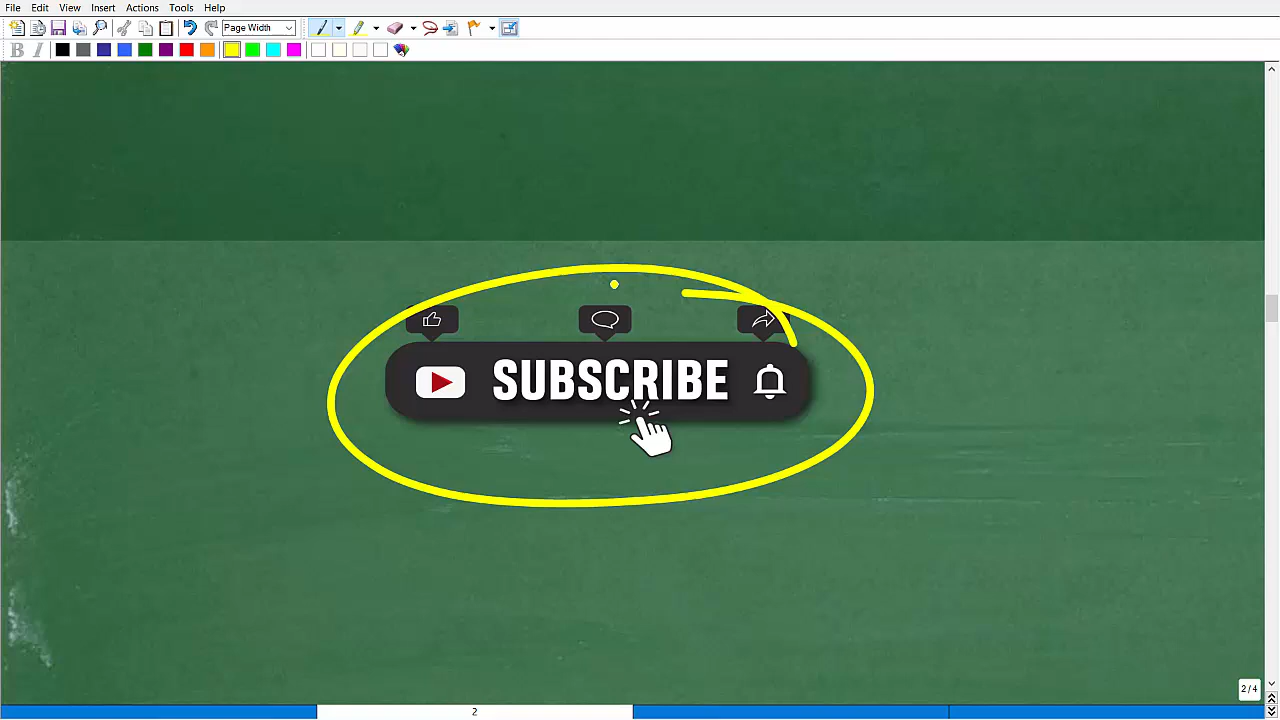 File Edit View Insert Actions Tools Help
Page Width
B I
SUBSCRIBE
2 / 4
2